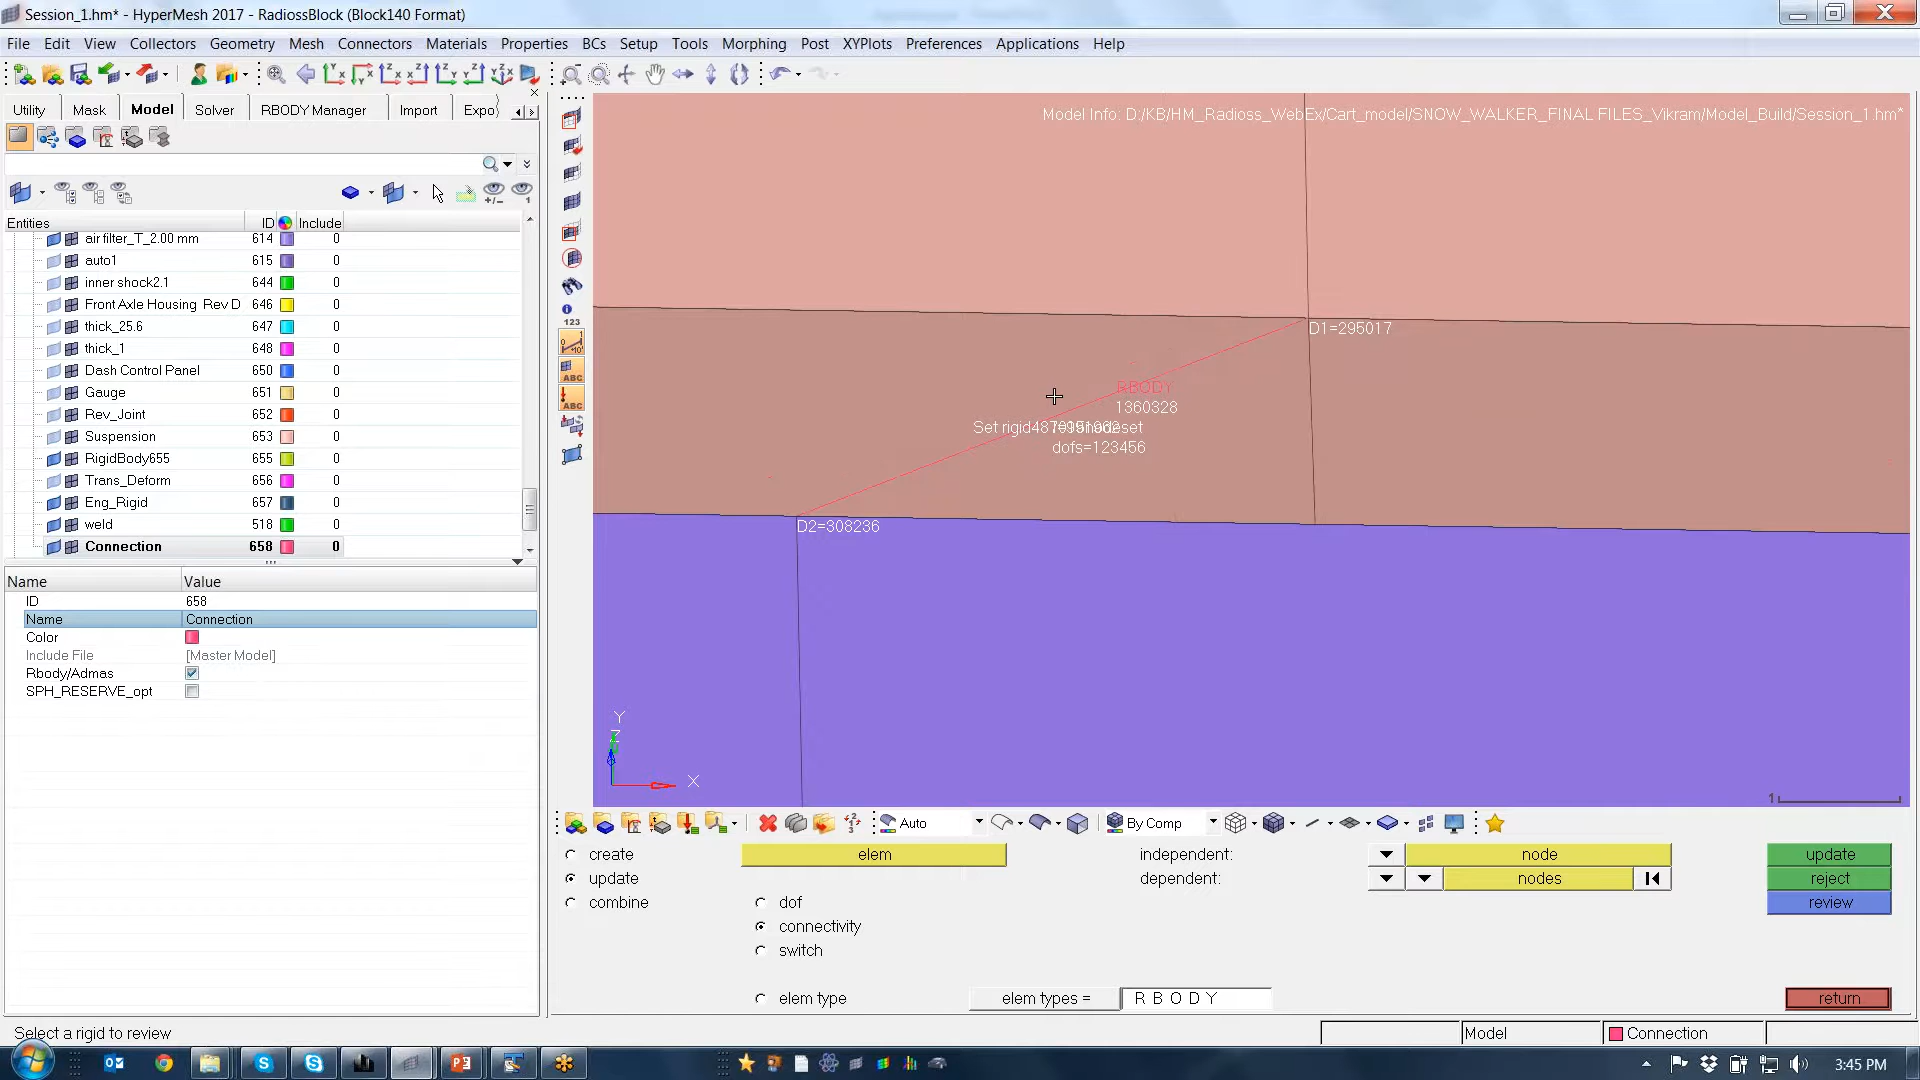 Session_1.hm* - HyperMesh 2017 - RadiossBlock (Block140 Format)
File Edit View Collectors Geometry Mesh Connectors Materials Properties BCs Setup Tools Morphing Post XYPlots Preferences Applications Help
Utility Mask Model Solver RBODY Manager Import Expo
Entities ID Include
air filter_T_2.00 mm 614 0
auto1 615 0
inner shock2.1 644 0
Front Axle Housing Rev D 646 0
thick_25.6 647 0
thick_1 648 0
Dash Control Panel 650 0
Gauge 651 0
Rev_Joint 652 0
Suspension 653 0
RigidBody655 655 0
Trans_Deform 656 0
Eng_Rigid 657 0
weld 518 0
Connection 658 0
Name Value
ID 658
Name Connection
Color
Include File [Master Model]
Rbody/Admas
SPH_RESERVE_opt
123
ABC
ABC
Model Info: D:/KB/HM_Radioss_WebEx/Cart_model/SNOW_WALKER_FINAL FILES_Vikram/Model_Build/Session_1.hm*
D1=295017
RBODY
1360328
Set
dofs=123456
D2=308236
Y
Z
X
1
Auto By Comp
create elem independent: node update
update dependent: nodes reject
combine dof review
connectivity
switch
elem type elem types = R B O D Y return
Select a rigid to review Model Connection
3:45 PM